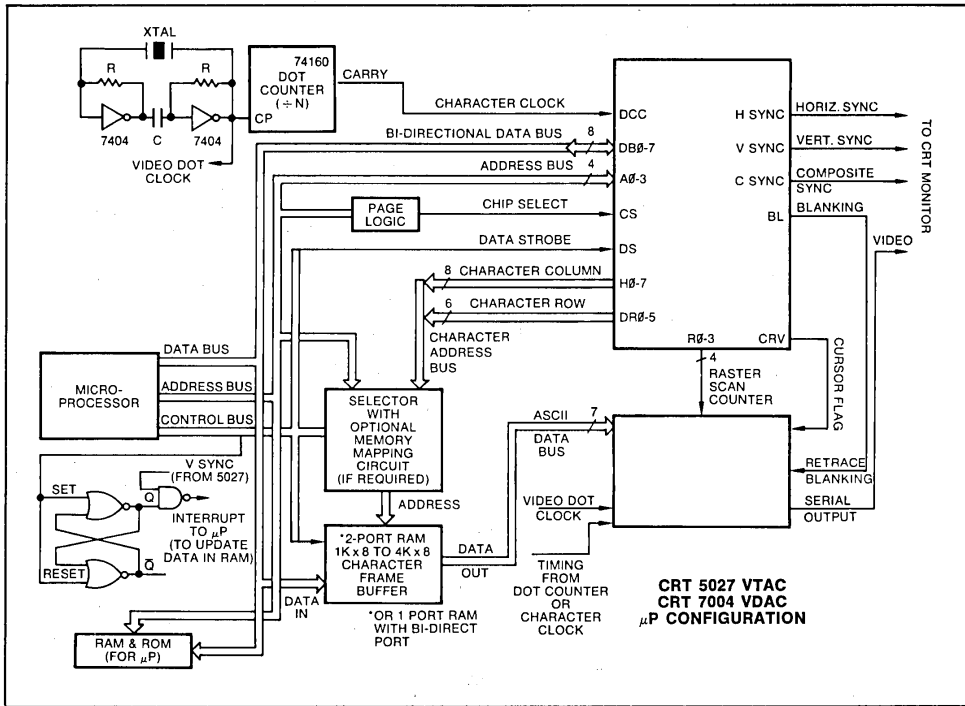 XTAL
R
R
7404
C
7404
VIDEO DOT
CLOCK
74160
DOT
COUNTER
(÷N)
CP
CARRY
CHARACTER CLOCK
BI-DIRECTIONAL DATA BUS
8
ADDRESS BUS
4
PAGE
LOGIC
CHIP SELECT
DATA STROBE
8
CHARACTER COLUMN
6
CHARACTER ROW
CHARACTER
ADDRESS
BUS
DCC
DBØ-7
AØ-3
CS
DS
HØ-7
DRØ-5
RØ-3
CRV
H SYNC
V SYNC
C SYNC
BL
HORIZ. SYNC
VERT. SYNC
COMPOSITE
SYNC
BLANKING
VIDEO
TO CRT MONITOR
4
RASTER
SCAN
COUNTER
CURSOR FLAG
MICRO-
PROCESSOR
DATA BUS
ADDRESS BUS
CONTROL BUS
SELECTOR
WITH
OPTIONAL
MEMORY
MAPPING
CIRCUIT
(IF REQUIRED)
ASCII
7
DATA
BUS
RETRACE
BLANKING
SERIAL
OUTPUT
VIDEO DOT
CLOCK
V SYNC
(FROM 5027)
SET
Q
INTERRUPT
TO μP
(TO UPDATE
DATA IN RAM)
Q̄
RESET
ADDRESS
*2-PORT RAM
1K x 8 TO 4K x 8
CHARACTER
FRAME
BUFFER
DATA
OUT
DATA
IN
*OR 1 PORT RAM
WITH BI-DIRECT
PORT
TIMING
FROM
DOT COUNTER
OR
CHARACTER
CLOCK
RAM & ROM
(FOR μP)
CRT 5027 VTAC
CRT 7004 VDAC
μP CONFIGURATION